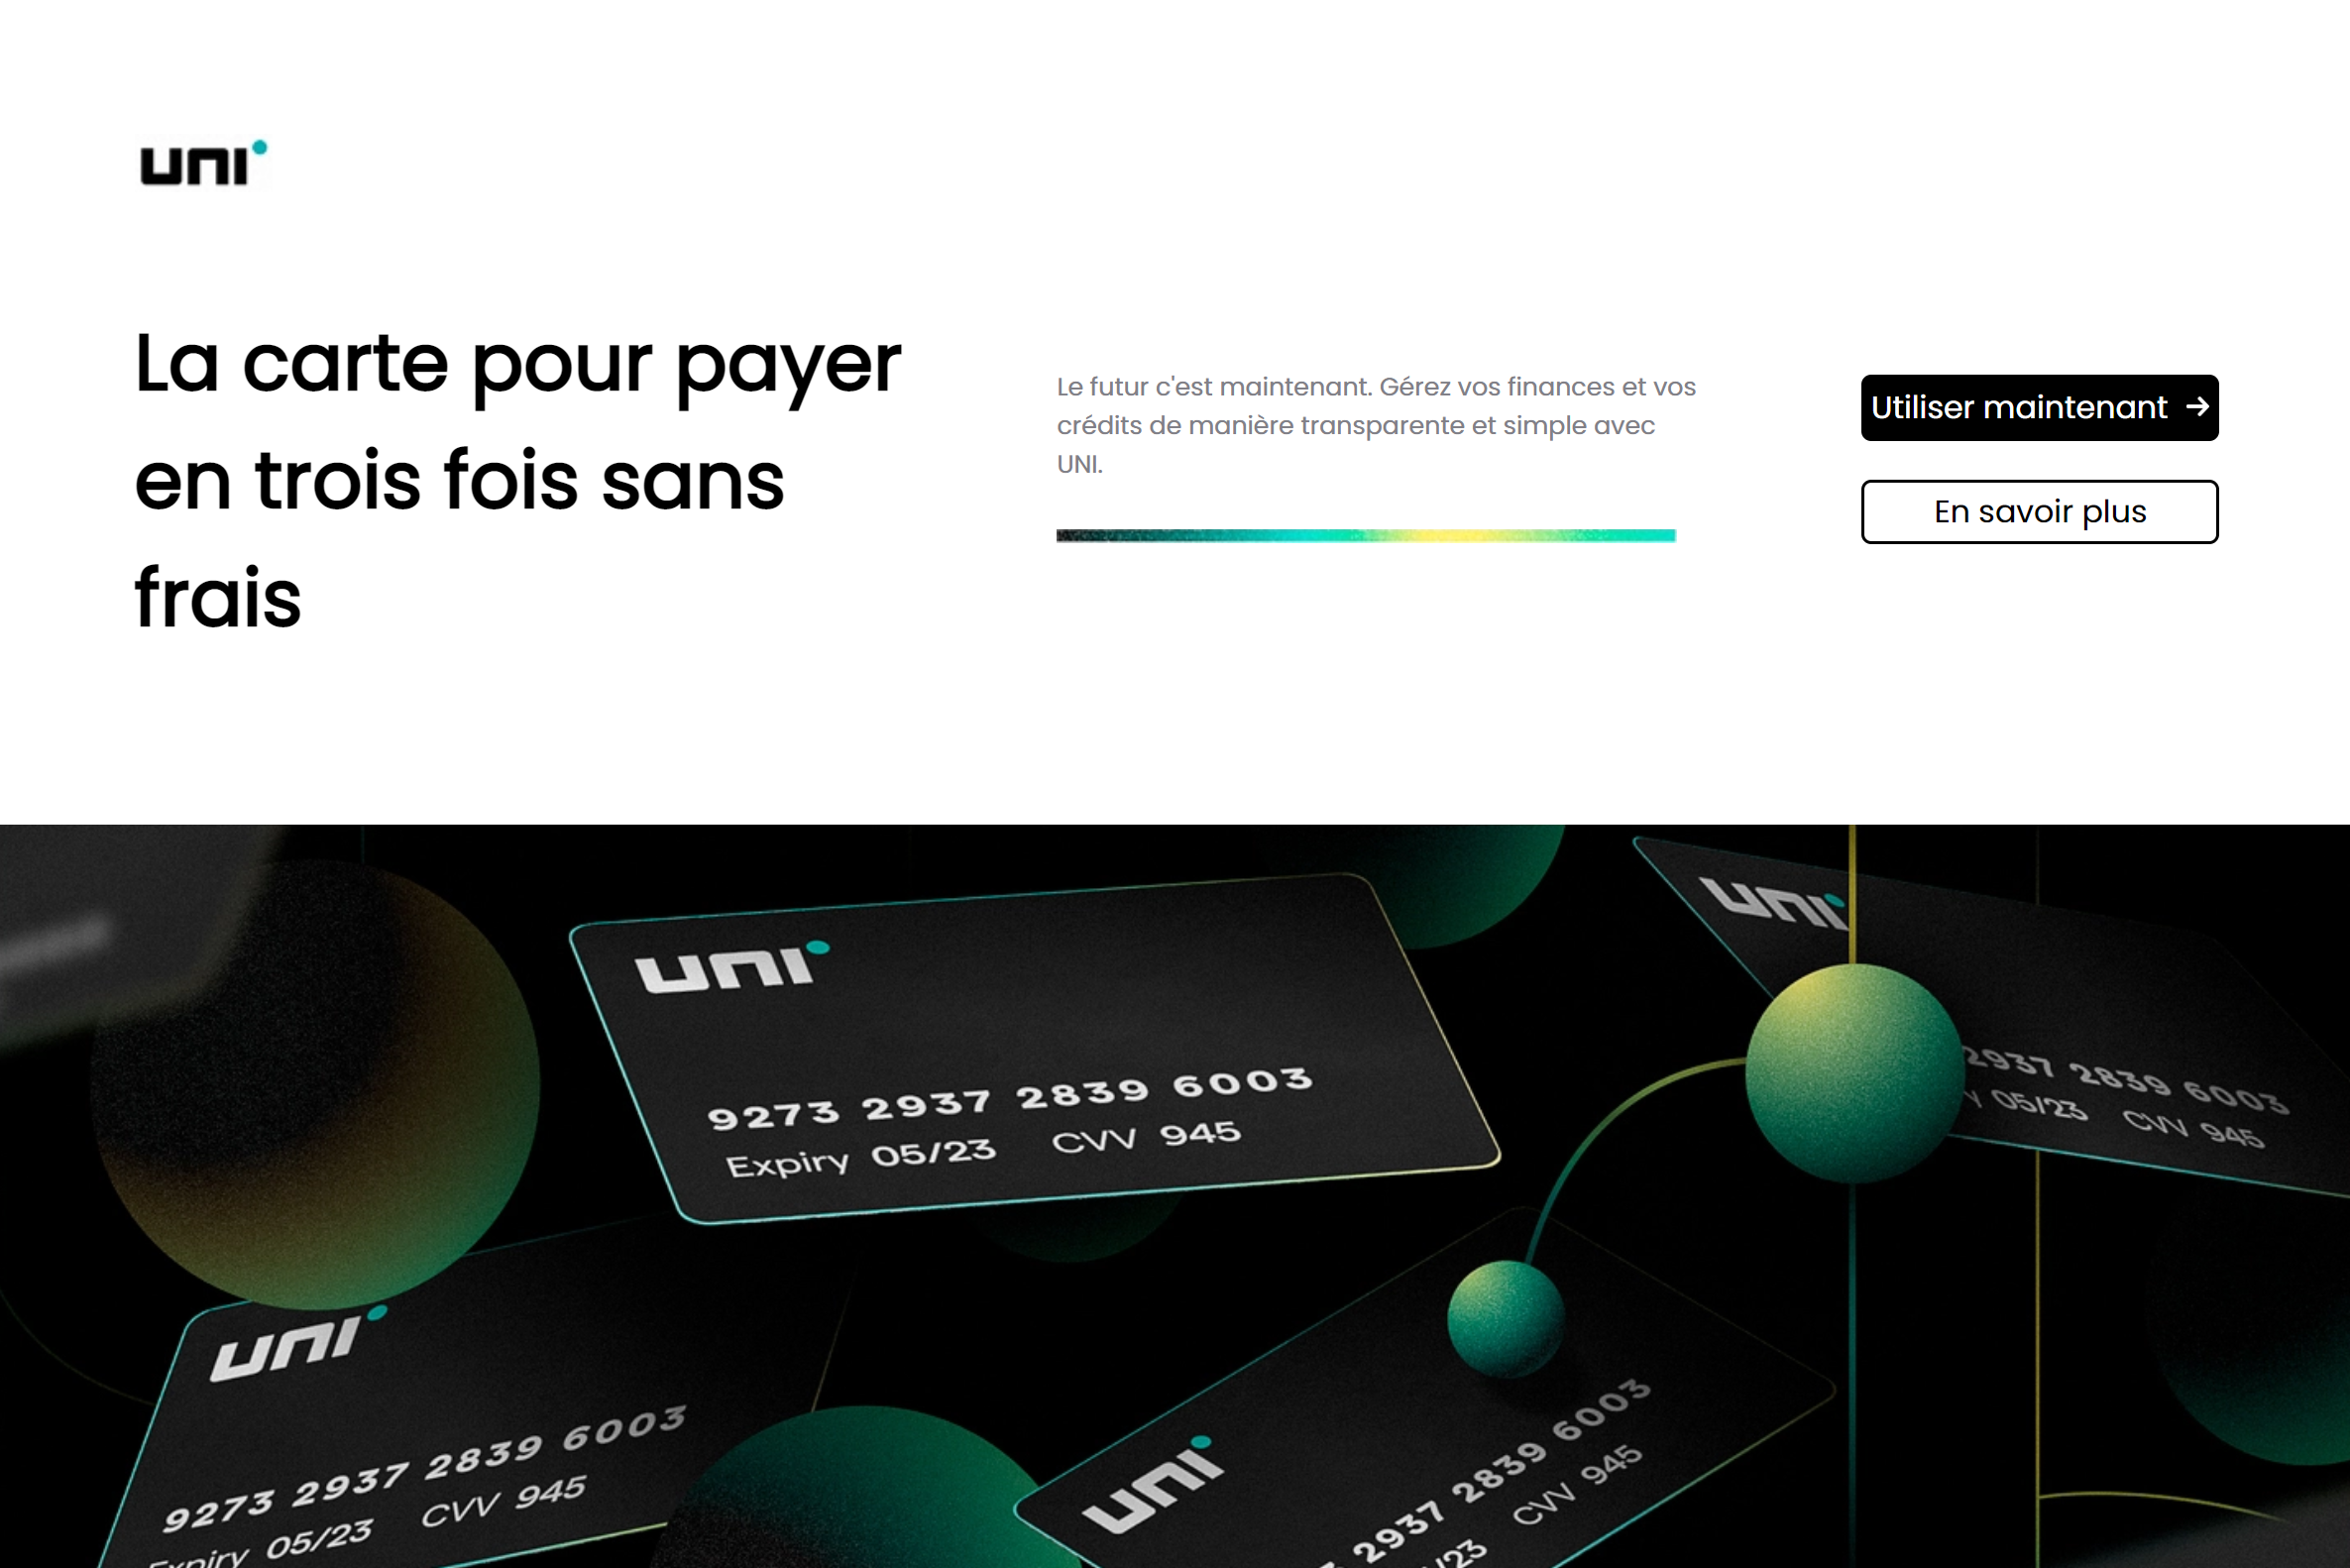 uni
La carte pour payer
en trois fois sans
frais
Le futur c'est maintenant. Gérez vos finances et vos
crédits de manière transparente et simple avec
UNI.
Utiliser maintenant
En savoir plus
uni
9273 2937 2839 6003
Expiry 05/23 CVV 945
uni
2937 2839 6003
05/23 CVV 945
uni
9273 2937 2839 6003
Expiry 05/23 CVV 945
uni
2937 2839 6003
CVV 945